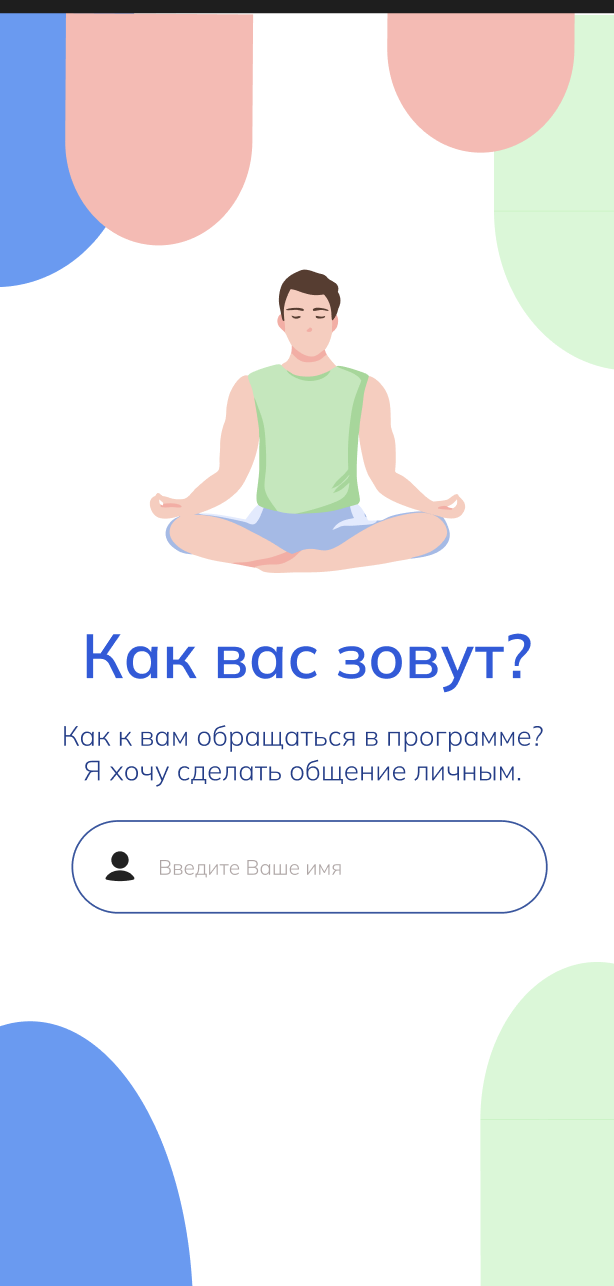 Как вас зовут?
Как к вам обращаться в программе?
Я хочу сделать общение личным.
Введите Ваше имя